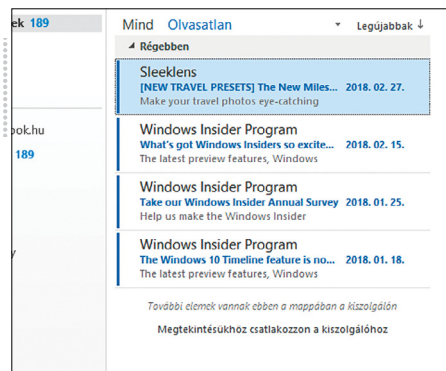 ek 189
Mind Olvasatlan Legújabbak ↓
Régebben
Sleeklens
[NEW TRAVEL PRESETS] The New Miles... 2018. 02. 27.
Make your travel photos eye-catching
ook.hu
Windows Insider Program
What's got Windows Insiders so excite... 2018. 02. 15.
189
The latest preview features, Windows
Windows Insider Program
Take our Windows Insider Annual Survey 2018. 01. 25.
Help us make the Windows Insider
Windows Insider Program
The Windows 10 Timeline feature is no... 2018. 01. 18.
The latest preview features, Windows
További elemek vannak ebben a mappában a kiszolgálón
Megtekintésükhöz csatlakozzon a kiszolgálóhoz